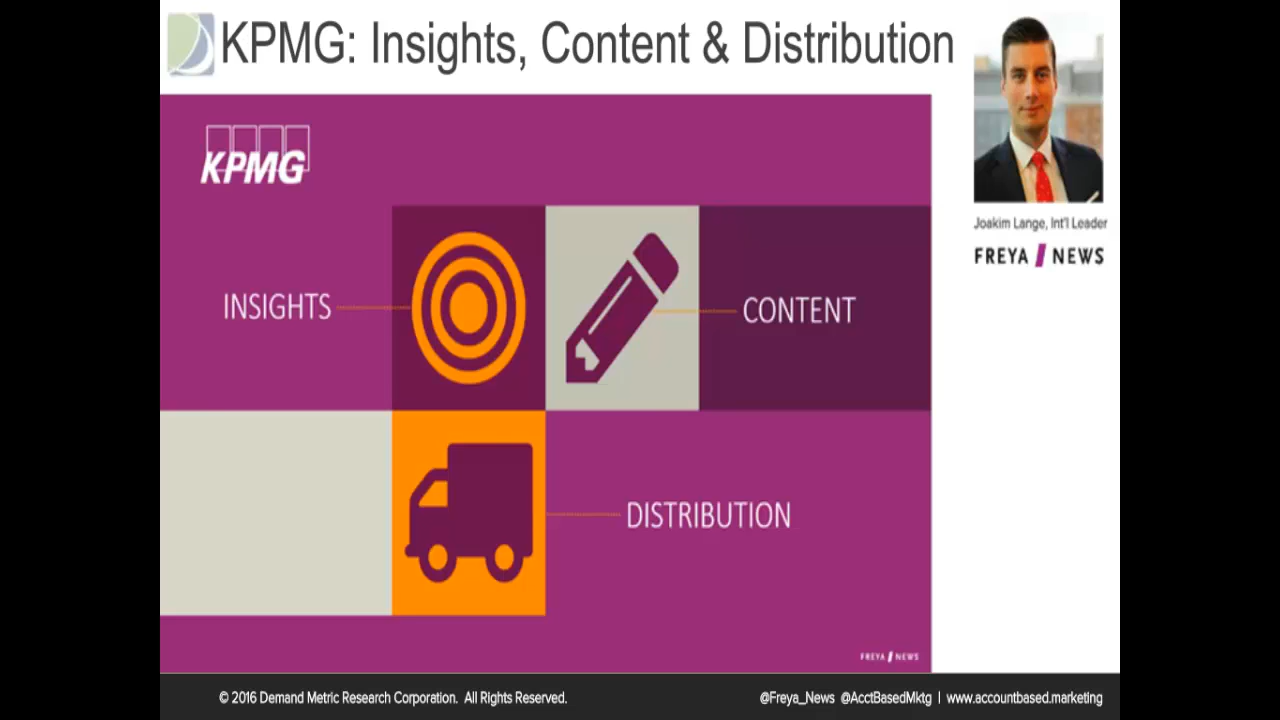 KPMG: Insights, Content & Distribution
KPMG
Joakim Lange, Int'l Leader
FREYA NEWS
INSIGHTS
CONTENT
DISTRIBUTION
FREYA NEWS
© 2016 Demand Metric Research Corporation. All Rights Reserved.
@Freya_News @AcctBasedMktg | www.accountbased.marketing